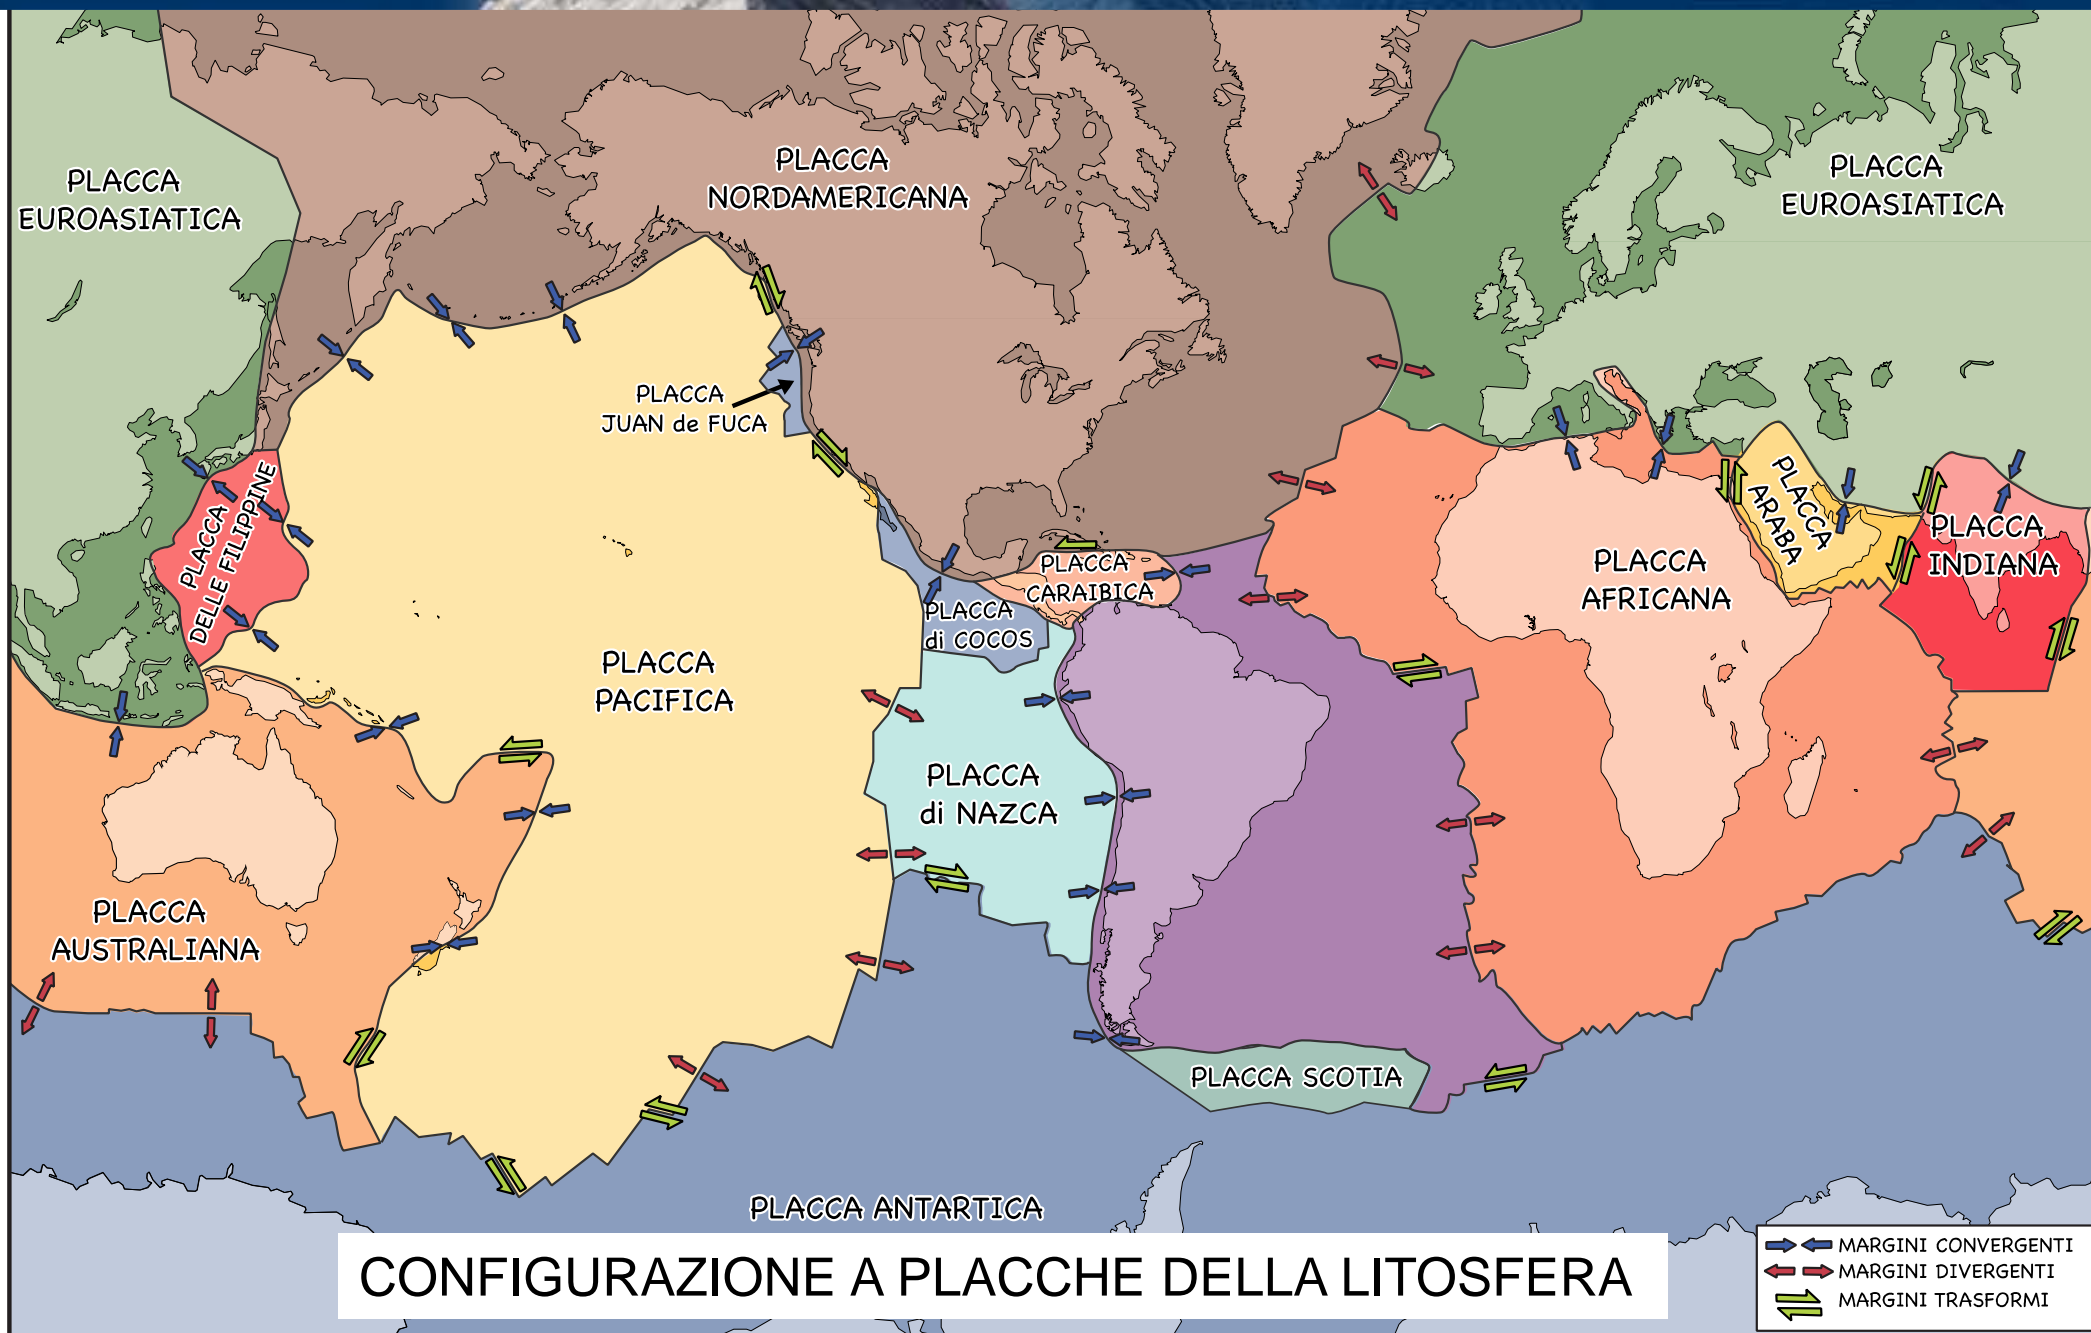 PLACCA
EUROASIATICA
PLACCA
NORDAMERICANA
PLACCA
EUROASIATICA
PLACCA
JUAN de FUCA
PLACCA
DELLE FILIPPINE
PLACCA
ARABA
PLACCA
INDIANA
PLACCA
CARAIBICA
PLACCA
AFRICANA
PLACCA
di COCOS
PLACCA
PACIFICA
PLACCA
di NAZCA
PLACCA
AUSTRALIANA
PLACCA SCOTIA
PLACCA ANTARTICA
CONFIGURAZIONE A PLACCHE DELLA LITOSFERA
MARGINI CONVERGENTI
MARGINI DIVERGENTI
MARGINI TRASFORMI